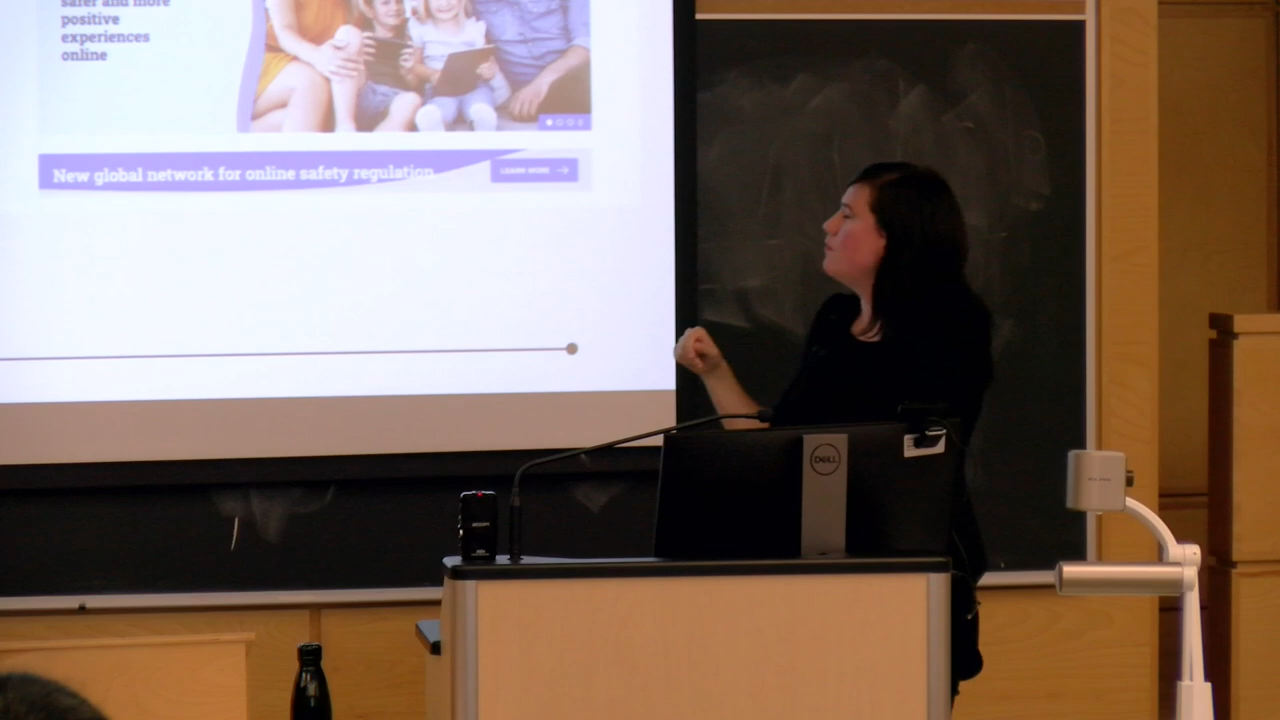 safer and more
positive
experiences
online
New global network for online safety regulation
LEARN MORE
DELL